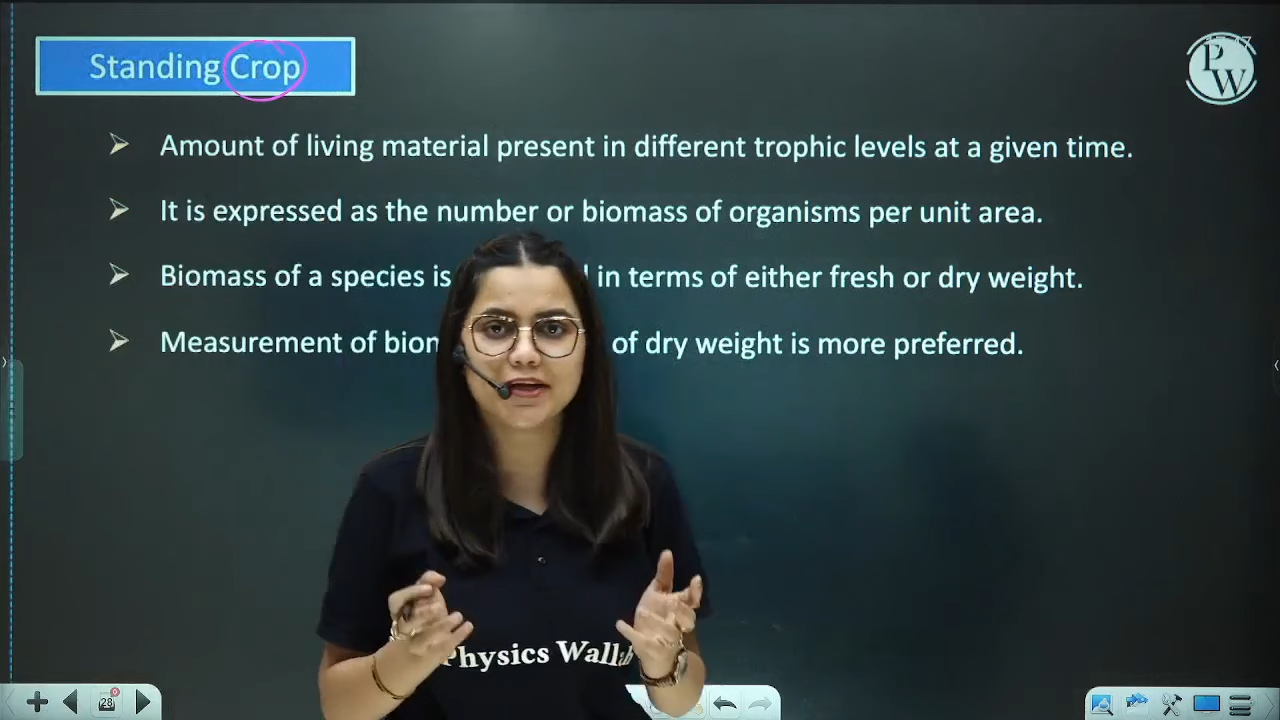 Standing Crop
PW
Amount of living material present in different trophic levels at a given time.
It is expressed as the number or biomass of organisms per unit area.
Biomass of a species is in terms of either fresh or dry weight.
Measurement of of dry weight is more preferred.
Physics
28